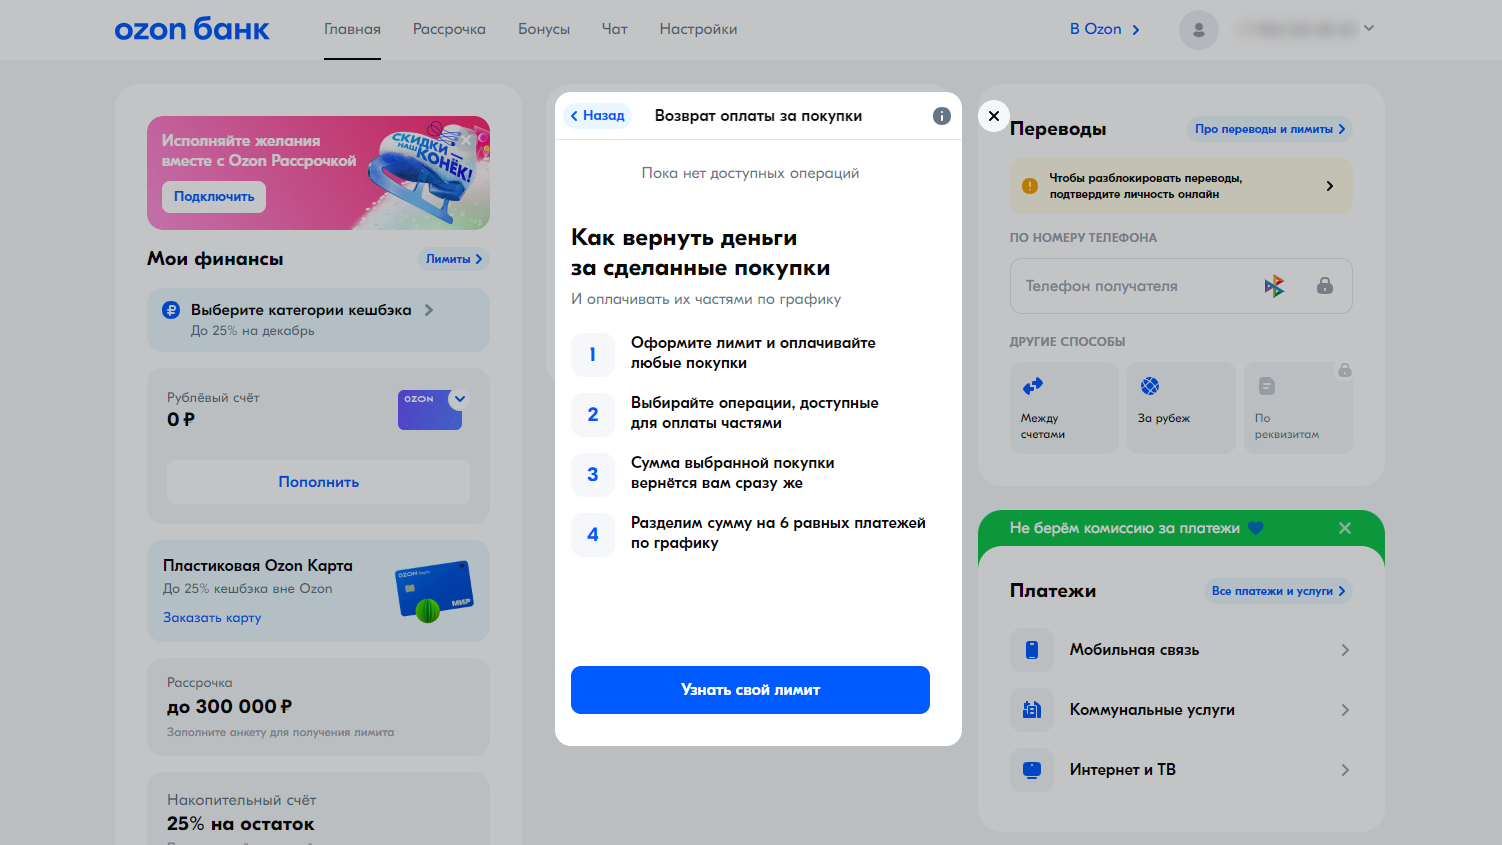 ozon банк
Главная
Рассрочка
Бонусы
Чат
Настройки
В Ozon
Исполняйте желания
вместе с Ozon Рассрочкой
Подключить
СКИДКИ
НАШ
КОНЁК!
Мои финансы
Лимиты
Выберите категории кешбэка
До 25% на декабрь
Рублёвый счёт
0 ₽
OZON
Пополнить
Пластиковая Ozon Карта
До 25% кешбэка вне Ozon
Заказать карту
OZON Карта
МИР
Рассрочка
до 300 000 ₽
Заполните анкету для получения лимита
Накопительный счёт
25% на остаток
Назад
Возврат оплаты за покупки
Пока нет доступных операций
Как вернуть деньги
за сделанные покупки
И оплачивать их частями по графику
1
Оформите лимит и оплачивайте
любые покупки
2
Выбирайте операции, доступные
для оплаты частями
3
Сумма выбранной покупки
вернётся вам сразу же
4
Разделим сумму на 6 равных платежей
по графику
Узнать свой лимит
Переводы
Про переводы и лимиты
Чтобы разблокировать переводы,
подтвердите личность онлайн
ПО НОМЕРУ ТЕЛЕФОНА
Телефон получателя
ДРУГИЕ СПОСОБЫ
Между
счетами
За рубеж
По
реквизитам
Не берём комиссию за платежи
Платежи
Все платежи и услуги
Мобильная связь
Коммунальные услуги
Интернет и ТВ